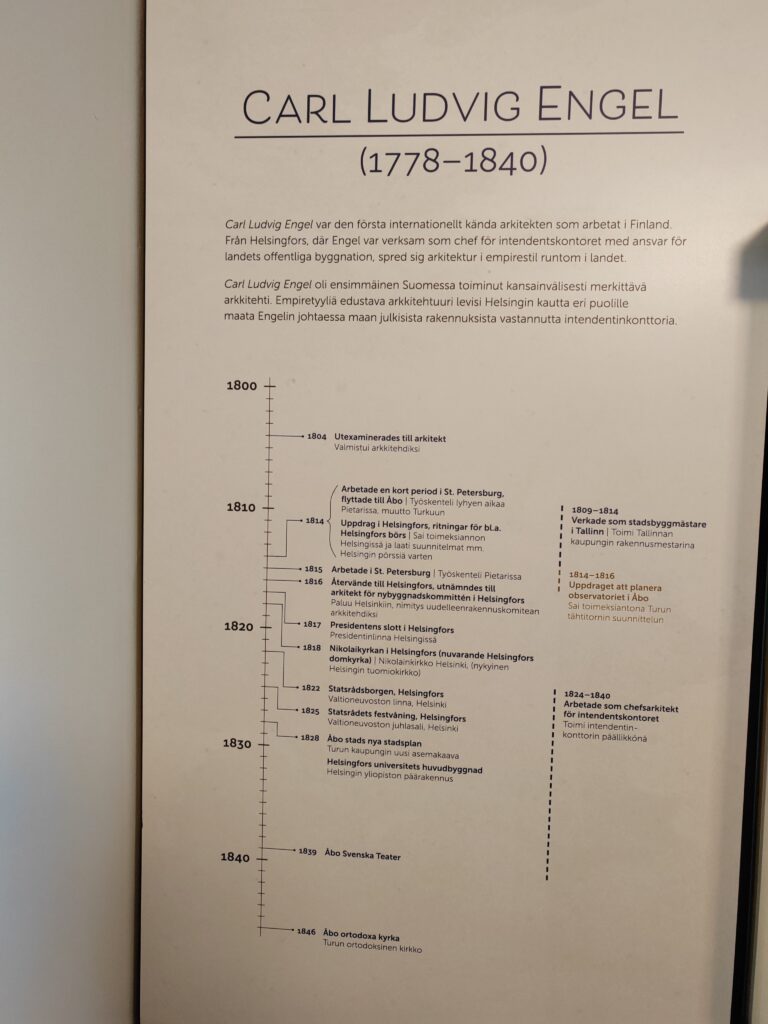 CARL LUDVIG ENGEL
(1778–1840)
Carl Ludvig Engel var den första internationellt kända arkitekten som arbetat i Finland.
Från Helsingfors, där Engel var verksam som chef för intendentskontoret med ansvar för
landets offentliga byggnation, spred sig arkitektur i empirestil runtom i landet.
Carl Ludvig Engel oli ensimmäinen Suomessa toiminut kansainvälisesti merkittävä
arkkitehti. Empiretyyliä edustava arkkitehtuuri levisi Helsingin kautta eri puolille
maata Engelin johtaessa maan julkisista rakennuksista vastannutta intendentinkonttoria.
1800
1804 Utexaminerades till arkitekt
Valmistui arkkitehdiksi
1810
1814
Arbetade en kort period i St. Petersburg,
flyttade till Åbo | Työskenteli lyhyen aikaa
Pietarissa, muutto Turkuun
Uppdrag i Helsingfors, ritningar för bl.a.
Helsingfors börs | Sai toimeksiannon
Helsingissä ja laati suunnitelmat mm.
Helsingin pörssiä varten
1809–1814
Verkade som stadsbyggmästare
i Tallinn | Toimi Tallinnan
kaupungin rakennusmestarina
1815 Arbetade i St. Petersburg | Työskenteli Pietarissa
1816 Återvände till Helsingfors, utnämndes till
arkitekt för nybyggnadskommittén i Helsingfors
Paluu Helsinkiin, nimitys uudelleenrakennuskomitean
arkkitehdiksi
1814–1816
Uppdraget att planera
observatoriet i Åbo
Sai toimeksiantona Turun
tähtitornin suunnittelun
1820
1817 Presidentens slott i Helsingfors
Presidentinlinna Helsingissä
1818 Nikolaikyrkan i Helsingfors (nuvarande Helsingfors
domkyrka) | Nikolainkirkko Helsinki, (nykyinen
Helsingin tuomiokirkko)
1822 Statsrådsborgen, Helsingfors
Valtioneuvoston linna, Helsinki
1825 Statsrådets festvåning, Helsingfors
Valtioneuvoston juhlasali, Helsinki
1824–1840
Arbetade som chefsarkitekt
för intendentskontoret
Toimi intendentin-
konttorin päällikkönä
1828 Åbo stads nya stadsplan
Turun kaupungin uusi asemakaava
Helsingfors universitets huvudbyggnad
Helsingin yliopiston päärakennus
1830
1839 Åbo Svenska Teater
1840
1846 Åbo ortodoxa kyrka
Turun ortodoksinen kirkko